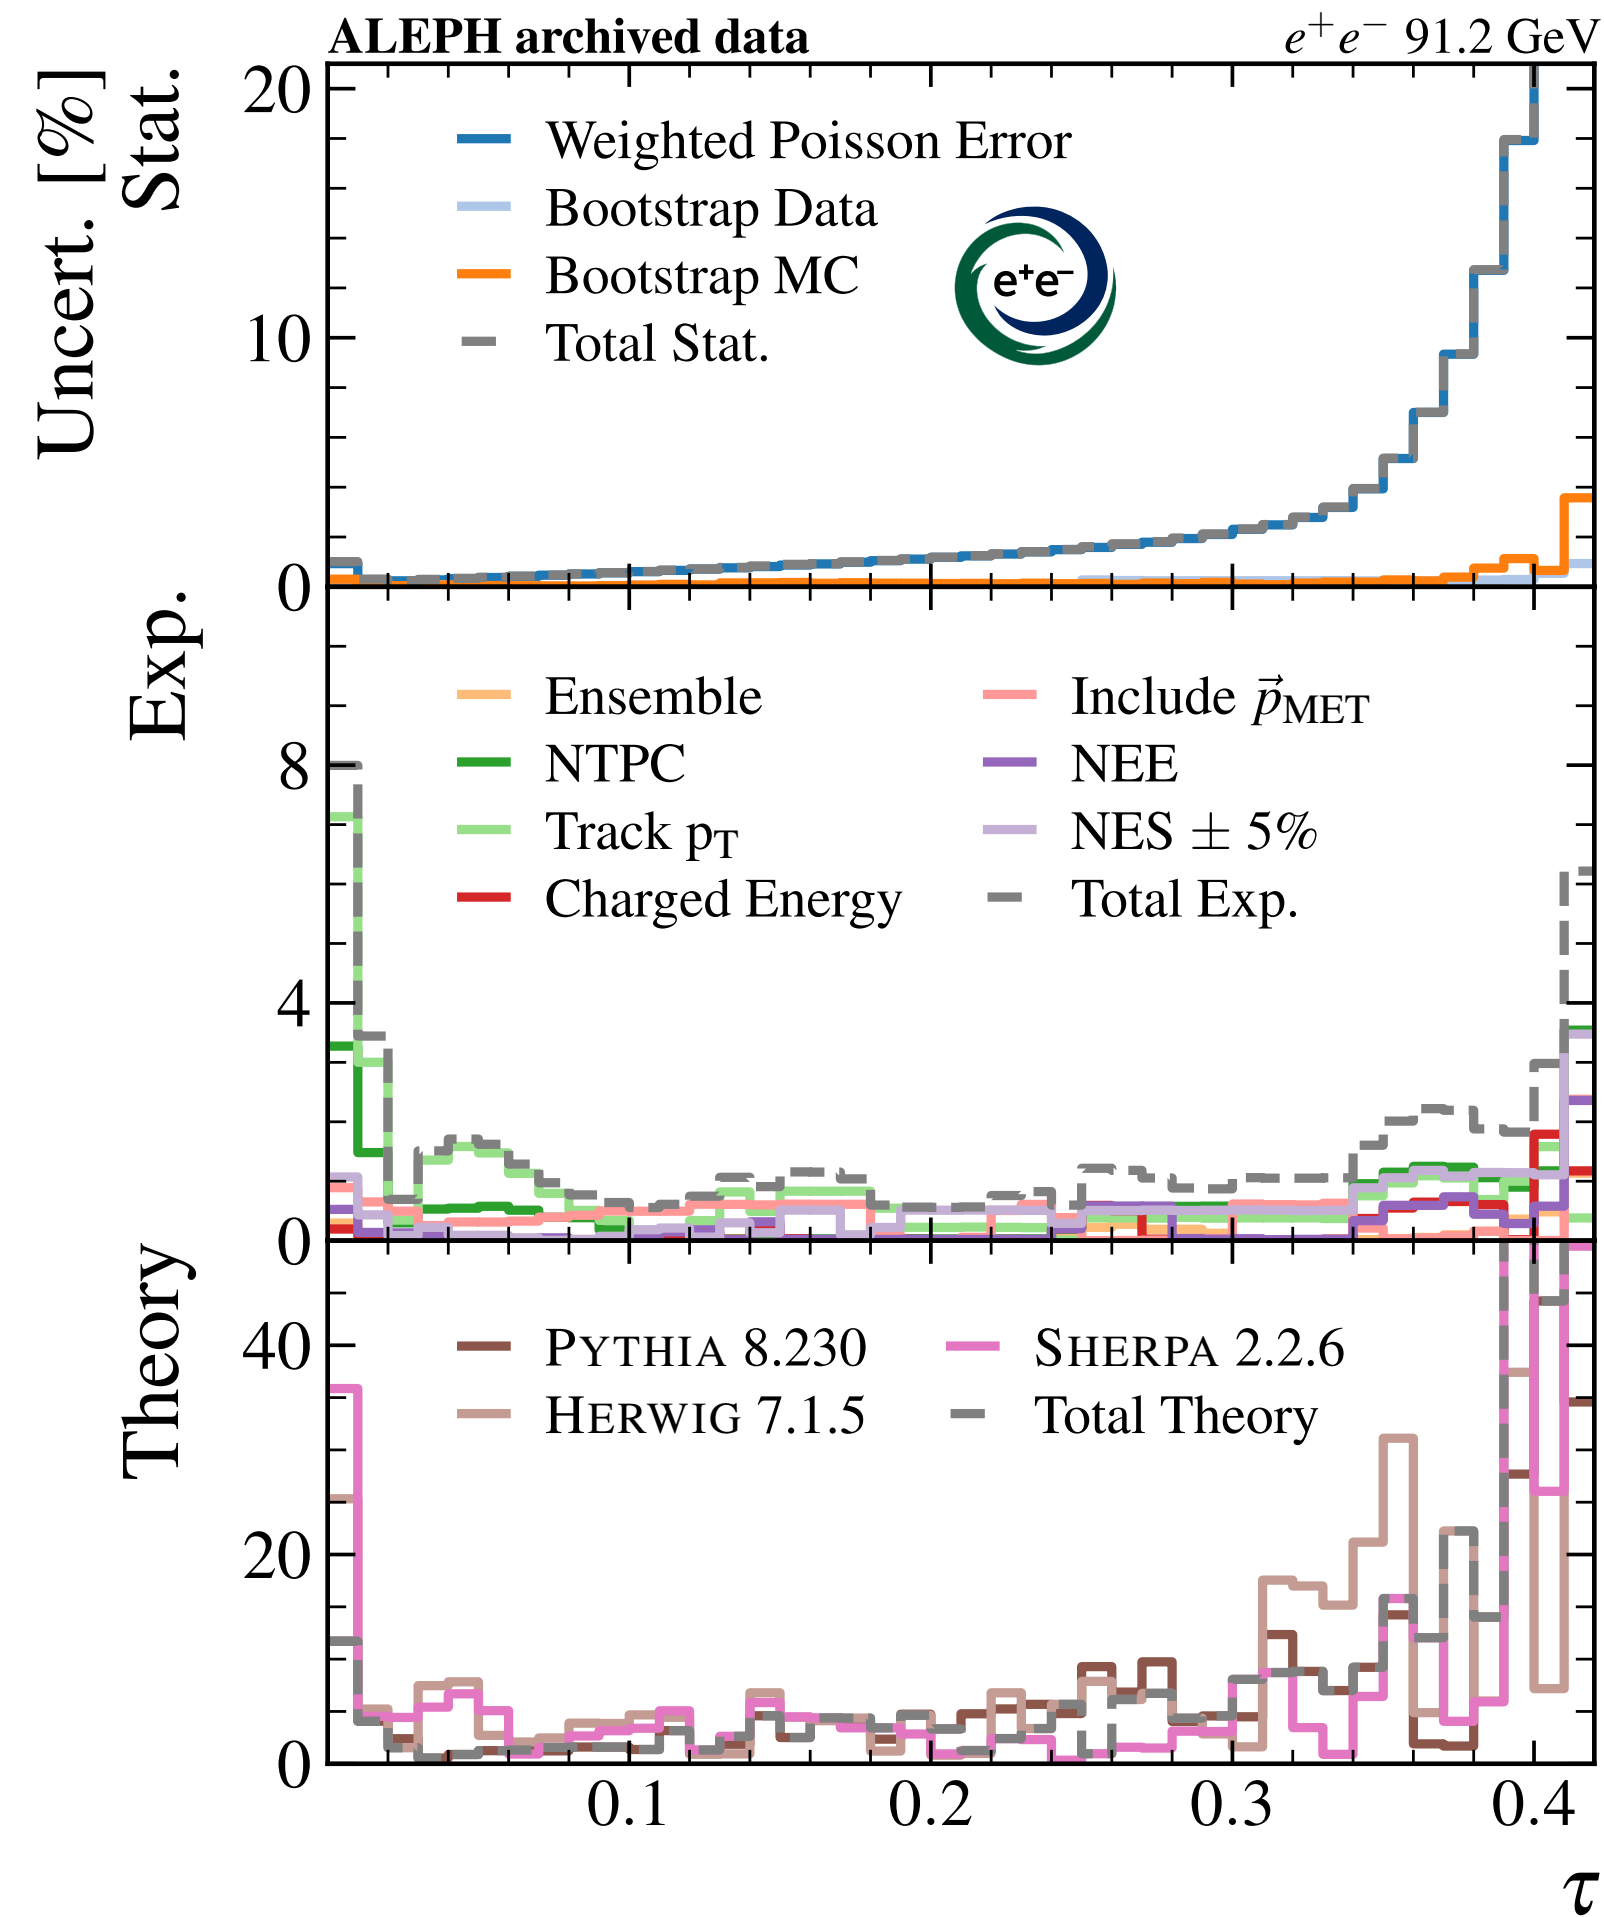 ALEPH archived data
e⁺e⁻ 91.2 GeV
Uncert. [%]
Stat.
20
10
0
Weighted Poisson Error
Bootstrap Data
Bootstrap MC
Total Stat.
e⁺e⁻
Exp.
8
4
0
Ensemble
NTPC
Track p_T
Charged Energy
Include p⃗_MET
NEE
NES ± 5%
Total Exp.
Theory
40
20
0
PYTHIA 8.230
HERWIG 7.1.5
SHERPA 2.2.6
Total Theory
0.1 0.2 0.3 0.4
τ